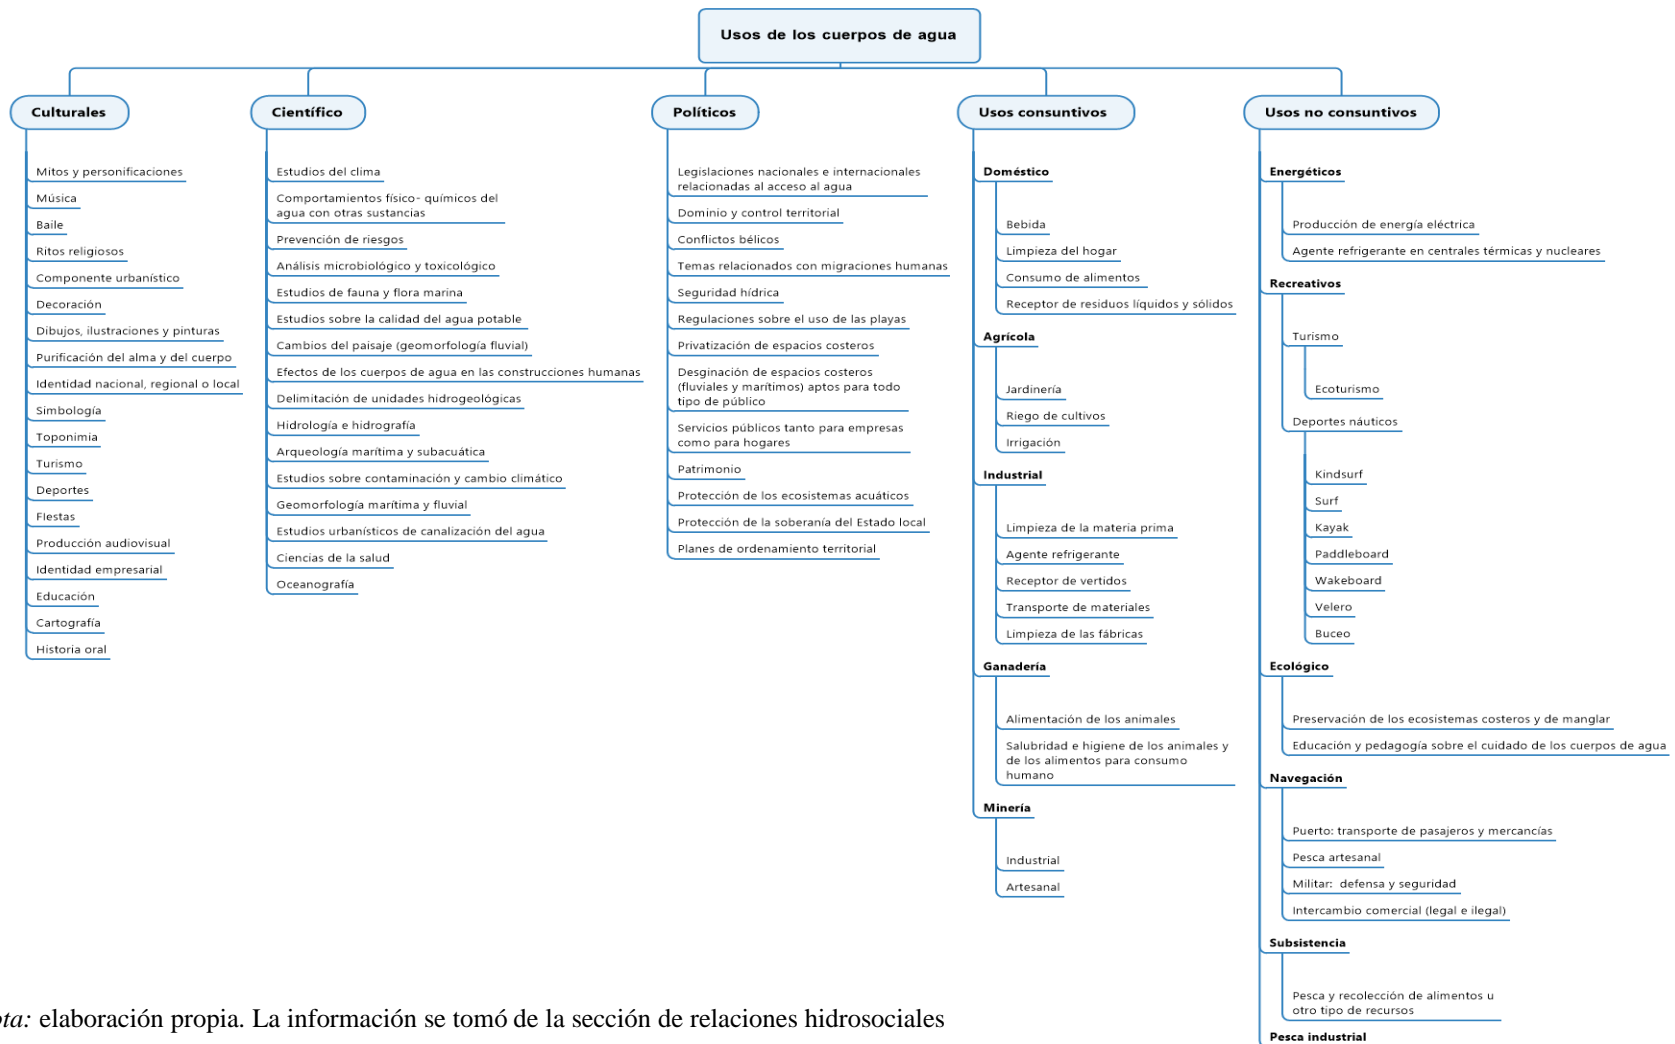 Usos de los cuerpos de agua
Culturales
Mitos y personificaciones
Música
Baile
Ritos religiosos
Componente urbanístico
Decoración
Dibujos, ilustraciones y pinturas
Purificación del alma y del cuerpo
Identidad nacional, regional o local
Simbología
Toponimia
Turismo
Deportes
FIestas
Producción audiovisual
Identidad empresarial
Educación
Cartografía
Historia oral
Científico
Estudios del clima
Comportamientos físico- químicos del
agua con otras sustancias
Prevención de riesgos
Análisis microbiológico y toxicológico
Estudios de fauna y flora marina
Estudios sobre la calidad del agua potable
Cambios del paisaje (geomorfología fluvial)
Efectos de los cuerpos de agua en las construcciones humanas
Delimitación de unidades hidrogeológicas
Hidrología e hidrografía
Arqueología marítima y subacuática
Estudios sobre contaminación y cambio climático
Geomorfología marítima y fluvial
Estudios urbanísticos de canalización del agua
Ciencias de la salud
Oceanografía
Políticos
Legislaciones nacionales e internacionales
relacionadas al acceso al agua
Dominio y control territorial
Conflictos bélicos
Temas relacionados con migraciones humanas
Seguridad hídrica
Regulaciones sobre el uso de las playas
Privatización de espacios costeros
Desginación de espacios costeros
(fluviales y marítimos) aptos para todo
tipo de público
Servicios públicos tanto para empresas
como para hogares
Patrimonio
Protección de los ecosistemas acuáticos
Protección de la soberanía del Estado local
Planes de ordenamiento territorial
Usos consuntivos
Doméstico
Bebida
Limpieza del hogar
Consumo de alimentos
Receptor de residuos líquidos y sólidos
Agrícola
Jardinería
Riego de cultivos
Irrigación
Industrial
Limpieza de la materia prima
Agente refrigerante
Receptor de vertidos
Transporte de materiales
Limpieza de las fábricas
Ganadería
Alimentación de los animales
Salubridad e higiene de los animales y
de los alimentos para consumo
humano
Minería
Industrial
Artesanal
Usos no consuntivos
Energéticos
Producción de energía eléctrica
Agente refrigerante en centrales térmicas y nucleares
Recreativos
Turismo
Ecoturismo
Deportes náuticos
Kindsurf
Surf
Kayak
Paddleboard
Wakeboard
Velero
Buceo
Ecológico
Preservación de los ecosistemas costeros y de manglar
Educación y pedagogía sobre el cuidado de los cuerpos de agua
Navegación
Puerto: transporte de pasajeros y mercancías
Pesca artesanal
Militar: defensa y seguridad
Intercambio comercial (legal e ilegal)
Subsistencia
Pesca y recolección de alimentos u
otro tipo de recursos
Pesca industrial
ota: elaboración propia. La información se tomó de la sección de relaciones hidrosociales